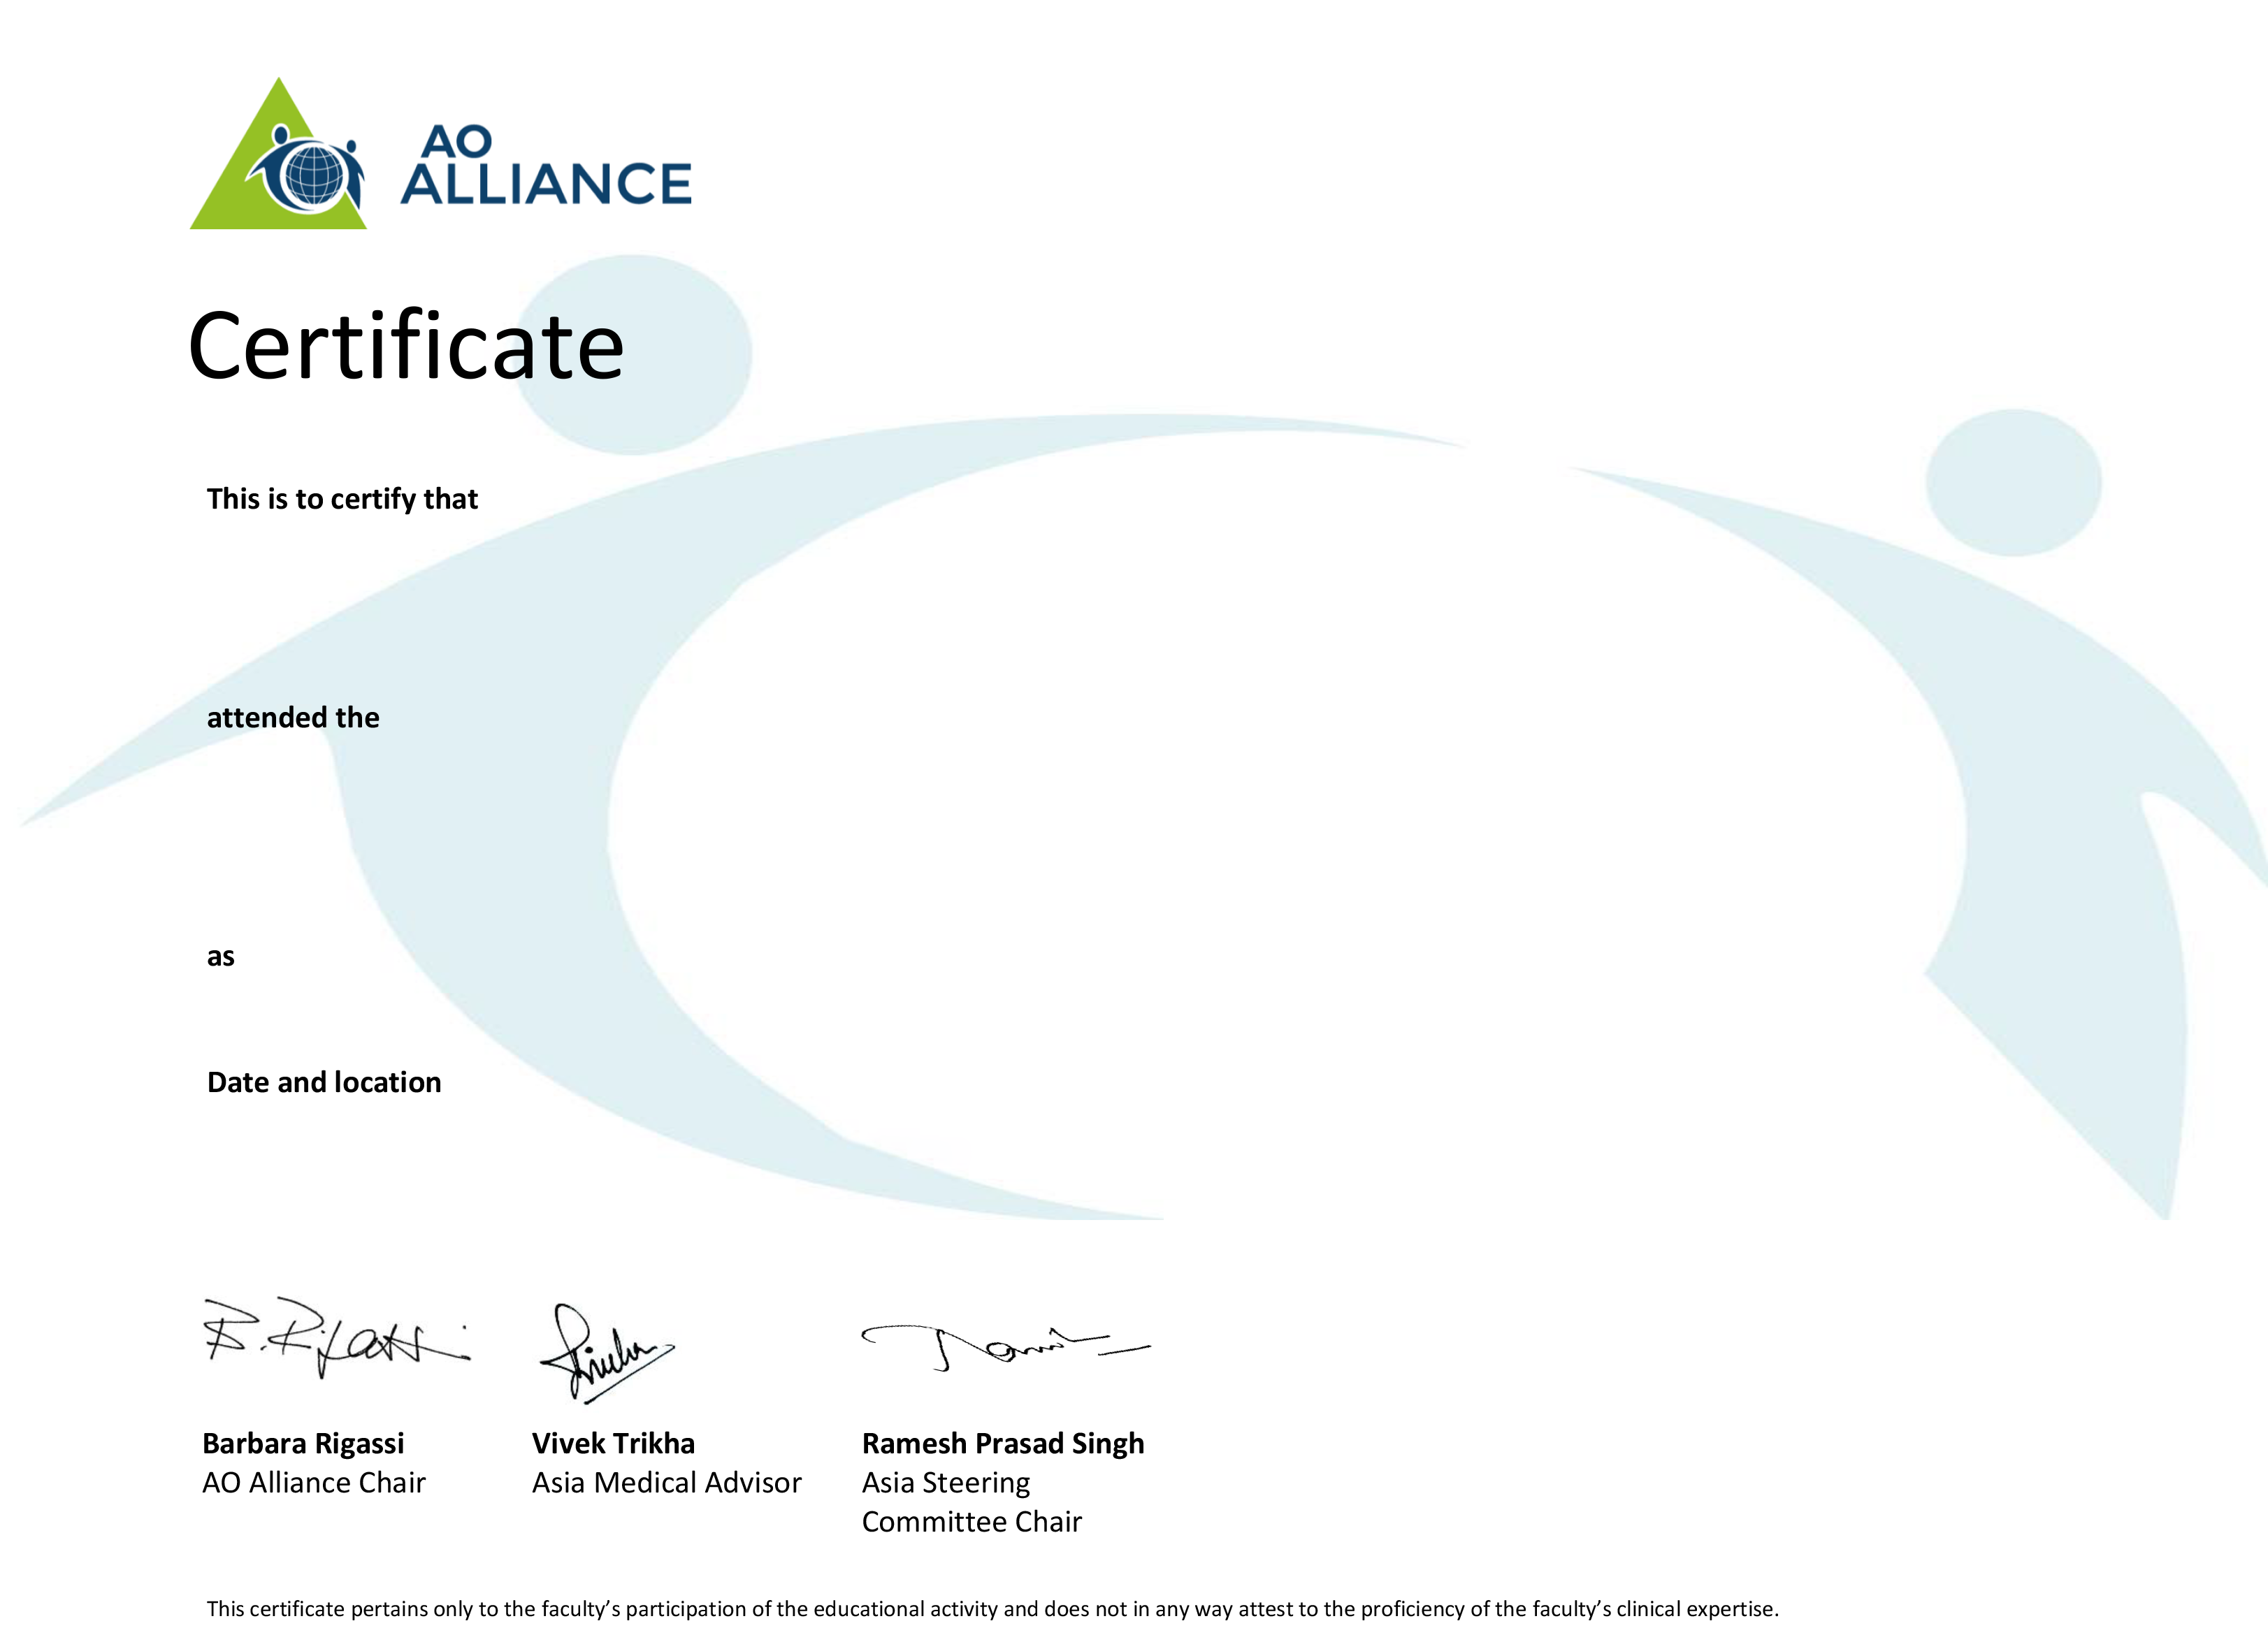 AO
ALLIANCE
Certificate
This is to certify that
attended the
as
Date and location
B. Rigassi
Barbara Rigassi
AO Alliance Chair
Vivek Trikha
Asia Medical Advisor
Ramesh Prasad Singh
Asia Steering
Committee Chair
This certificate pertains only to the faculty’s participation of the educational activity and does not in any way attest to the proficiency of the faculty’s clinical expertise.